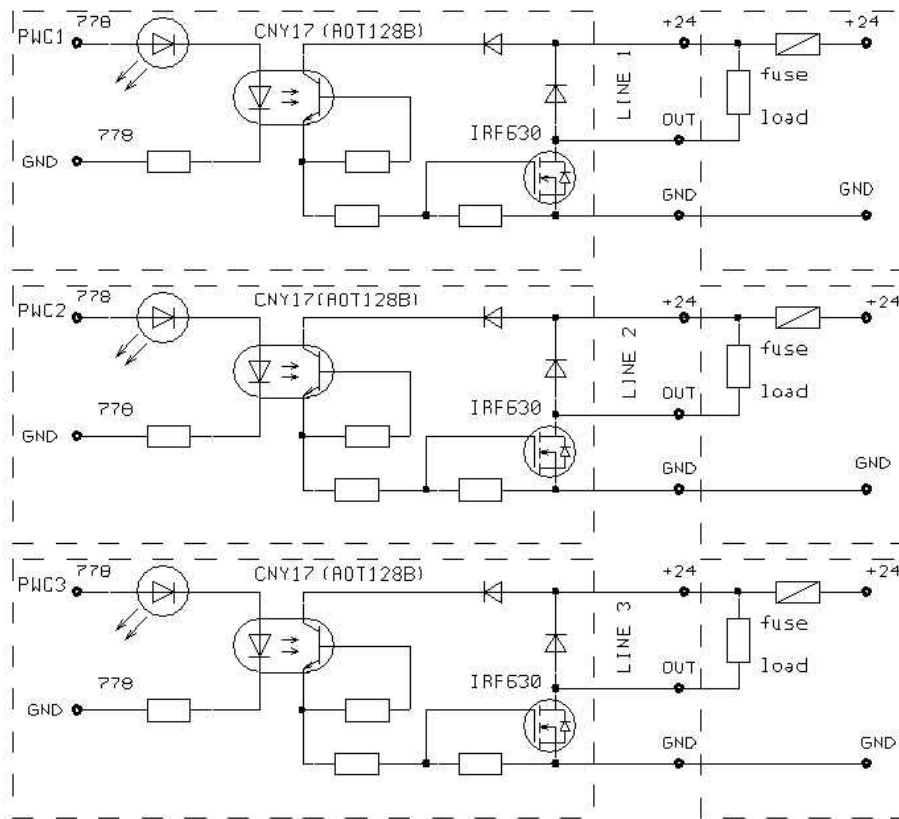 778
CNY17(AOT128B)
+24
+24
PWC1
LINE 1
fuse
load
778
IRF630
OUT
GND
GND
GND
778
CNY17(AOT128B)
+24
+24
PWC2
LINE 2
fuse
load
778
IRF630
OUT
GND
GND
GND
778
CNY17(AOT128B)
+24
+24
PWC3
LINE 3
fuse
load
778
IRF630
OUT
GND
GND
GND